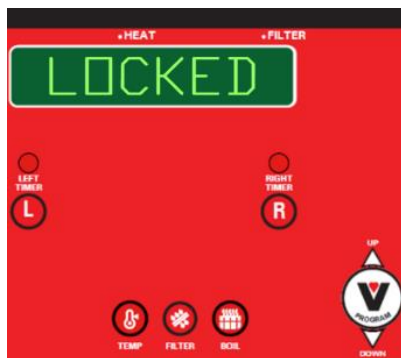 •HEAT •FILTER
LOCKED
LEFT TIMER
RIGHT TIMER
L
R
UP
V
PROGRAM
DOWN
TEMP FILTER BOIL